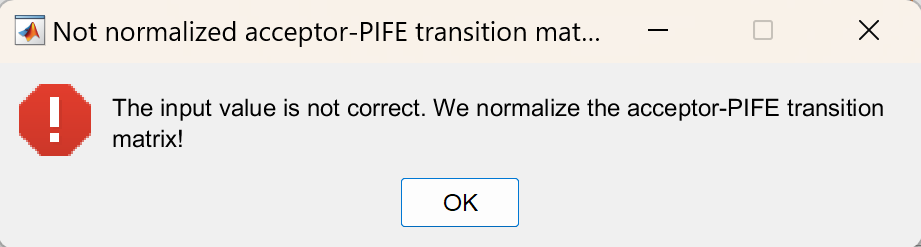 Not normalized acceptor-PIFE transition mat...
The input value is not correct. We normalize the acceptor-PIFE transition
matrix!
OK